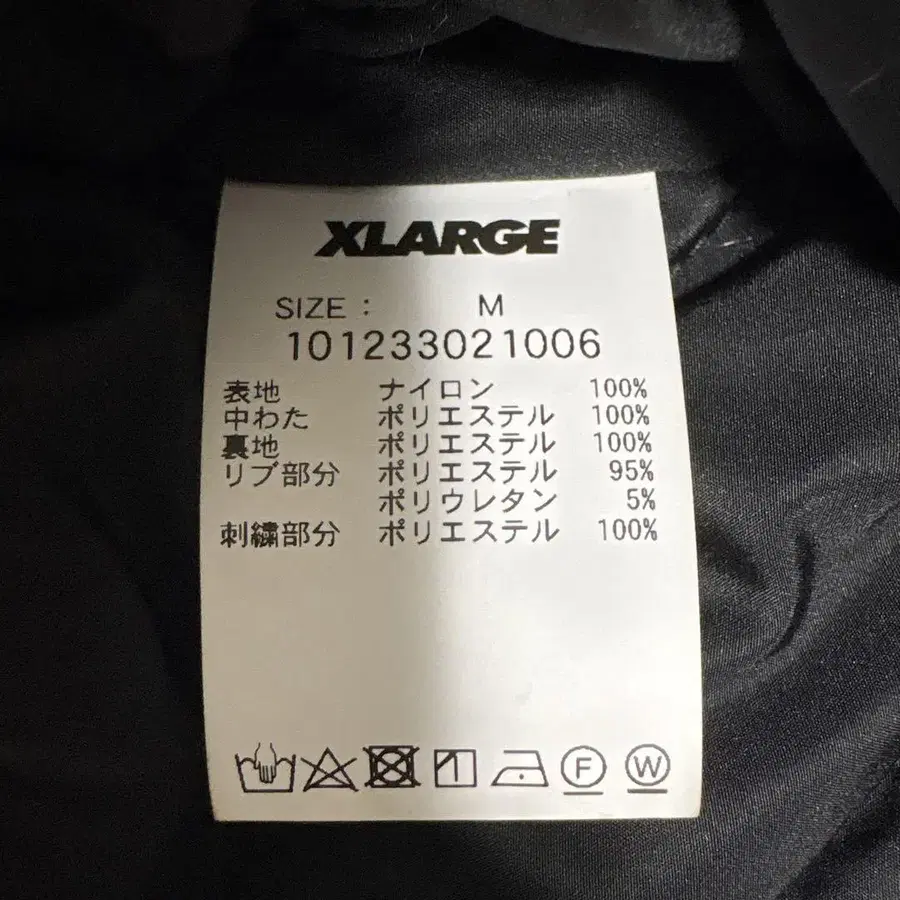 XLARGE
SIZE : M
101233021006
表地 ナイロン 100%
中わた ポリエステル 100%
裏地 ポリエステル 100%
リブ部分 ポリエステル 95%
ポリウレタン 5%
刺繍部分 ポリエステル 100%
F W